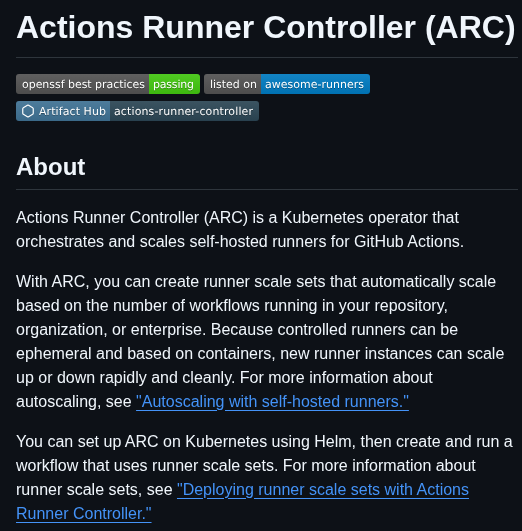 Actions Runner Controller (ARC)
openssf best practices passing listed on awesome-runners
Artifact Hub actions-runner-controller
About
Actions Runner Controller (ARC) is a Kubernetes operator that
orchestrates and scales self-hosted runners for GitHub Actions.
With ARC, you can create runner scale sets that automatically scale
based on the number of workflows running in your repository,
organization, or enterprise. Because controlled runners can be
ephemeral and based on containers, new runner instances can scale
up or down rapidly and cleanly. For more information about
autoscaling, see "Autoscaling with self-hosted runners."
You can set up ARC on Kubernetes using Helm, then create and run a
workflow that uses runner scale sets. For more information about
runner scale sets, see "Deploying runner scale sets with Actions
Runner Controller."